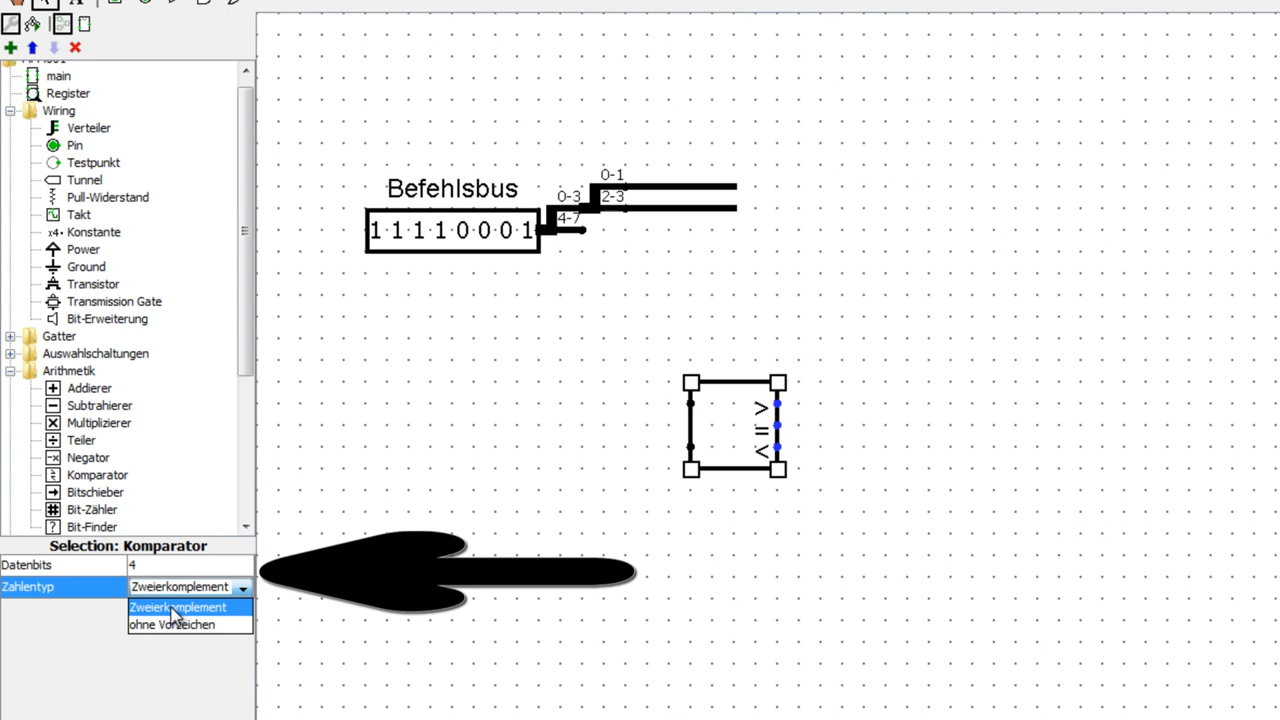 main
Register
Wiring
Verteiler
Pin
Testpunkt
Tunnel
Pull-Widerstand
Takt
x4▸ Konstante
Power
Ground
Transistor
Transmission Gate
Bit-Erweiterung
Gatter
Auswahlschaltungen
Arithmetik
Addierer
Subtrahierer
Multiplizierer
Teiler
-x Negator
Komparator
Bitschieber
# Bit-Zähler
? Bit-Finder
Selection: Komparator
Datenbits 4
Zahlentyp Zweierkomplement
Zweierkomplement
ohne Vorzeichen
Befehlsbus
1 1 1 1 0 0 0 1
0-1
0-3 2-3
4-7
>
=
<